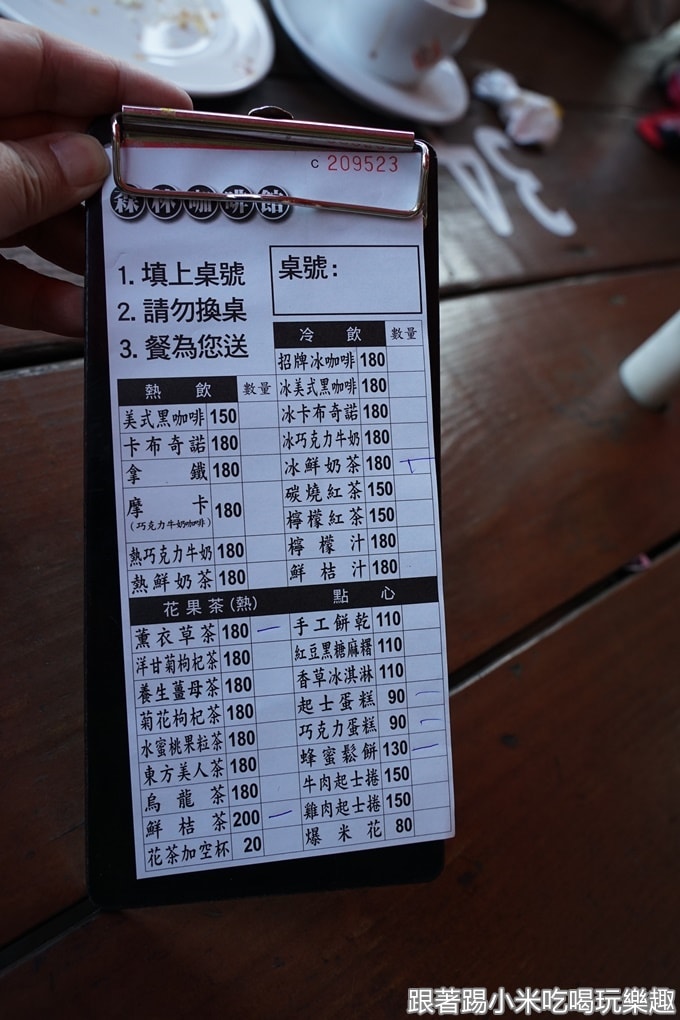 C 209523
森林咖啡館
1. 填上桌號
2. 請勿換桌
3. 餐為您送
桌號:
熱飲 數量
美式黑咖啡 150
卡布奇諾 180
拿鐵 180
摩卡 180
(巧克力牛奶咖啡)
熱巧克力牛奶 180
熱鮮奶茶 180
冷飲 數量
招牌冰咖啡 180
冰美式黑咖啡 180
冰卡布奇諾 180
冰巧克力牛奶 180
冰鮮奶茶 180 T
碳燒紅茶 150
檸檬紅茶 150
檸檬汁 180
鮮桔汁 180
花果茶(熱)
薰衣草茶 180 一
洋甘菊枸杞茶 180
養生薑母茶 180
菊花枸杞茶 180
水蜜桃果粒茶 180
東方美人茶 180
烏龍茶 180
鮮桔茶 200 一
花茶加空杯 20
點心
手工餅乾 110
紅豆黑糖麻糬 110
香草冰淇淋 110
起士蛋糕 90 一
巧克力蛋糕 90 一
蜂蜜鬆餅 130 一
牛肉起士捲 150
雞肉起士捲 150
爆米花 80
跟著踢小米吃喝玩樂趣